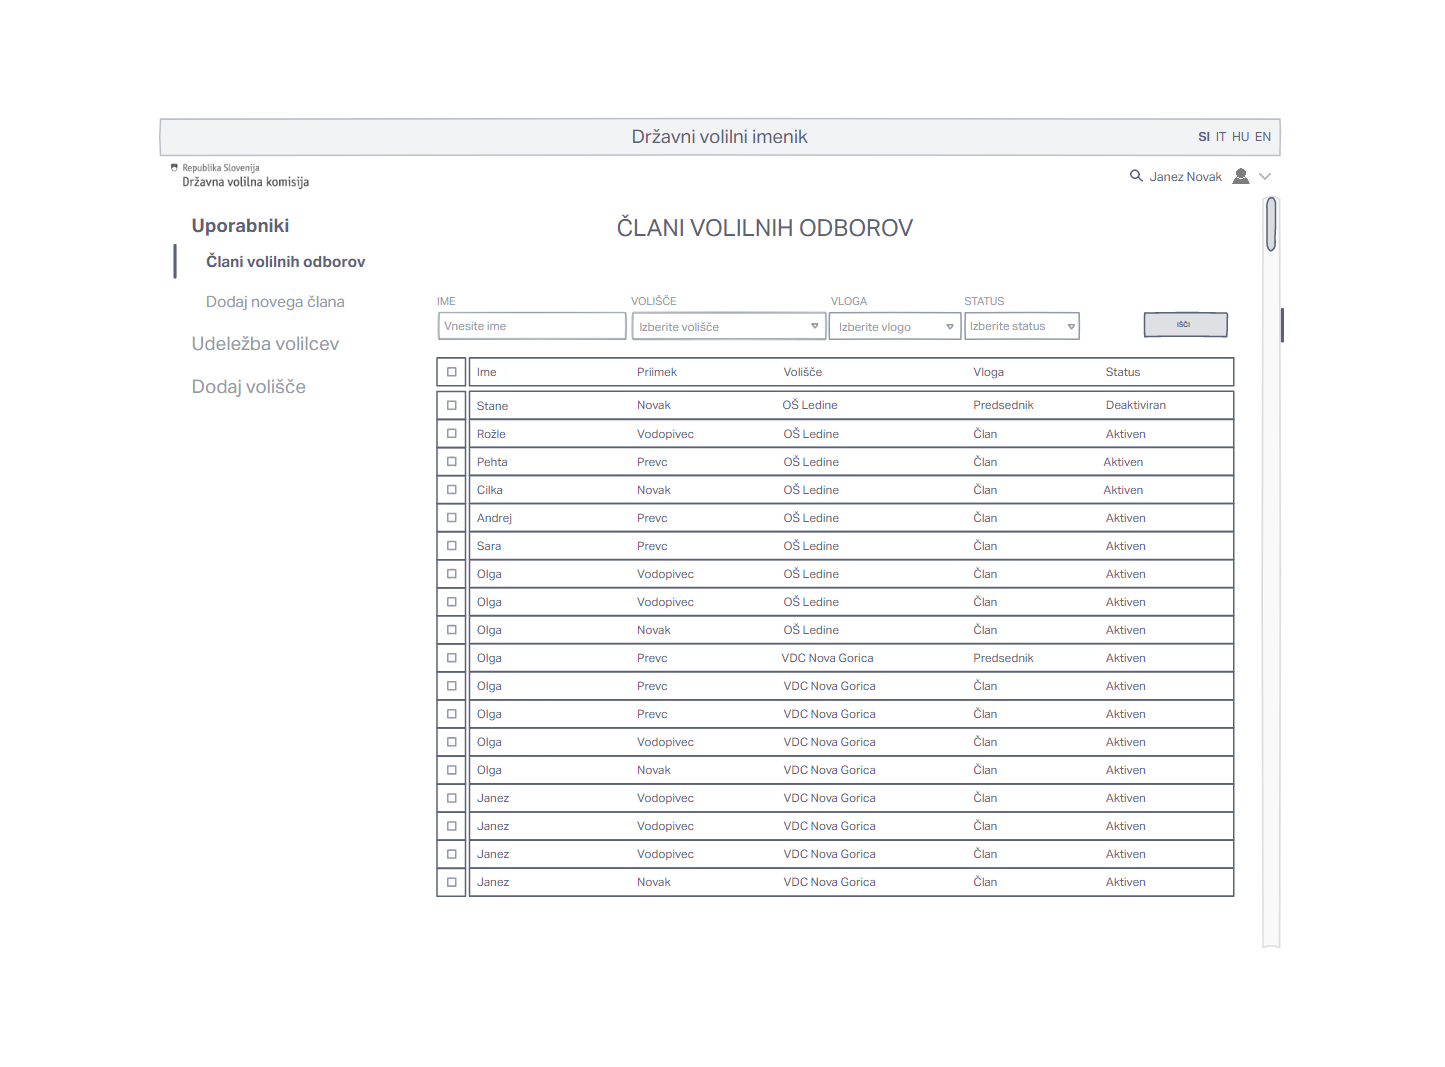 Državni volilni imenik
SI IT HU EN
Republika Slovenija
Državna volilna komisija
Janez Novak
Uporabniki
Člani volilnih odborov
Dodaj novega člana
Udeležba volilcev
Dodaj volišče
ČLANI VOLILNIH ODBOROV
IME VOLIŠČE VLOGA STATUS
Vnesite ime Izberite volišče Izberite vlogo Izberite status IŠČI
Ime Priimek Volišče Vloga Status
Stane Novak OŠ Ledine Predsednik Deaktiviran
Rožle Vodopivec OŠ Ledine Član Aktiven
Pehta Prevc OŠ Ledine Član Aktiven
Cilka Novak OŠ Ledine Član Aktiven
Andrej Prevc OŠ Ledine Član Aktiven
Sara Prevc OŠ Ledine Član Aktiven
Olga Vodopivec OŠ Ledine Član Aktiven
Olga Vodopivec OŠ Ledine Član Aktiven
Olga Novak OŠ Ledine Član Aktiven
Olga Prevc VDC Nova Gorica Predsednik Aktiven
Olga Prevc VDC Nova Gorica Član Aktiven
Olga Prevc VDC Nova Gorica Član Aktiven
Olga Vodopivec VDC Nova Gorica Član Aktiven
Olga Novak VDC Nova Gorica Član Aktiven
Janez Vodopivec VDC Nova Gorica Član Aktiven
Janez Vodopivec VDC Nova Gorica Član Aktiven
Janez Vodopivec VDC Nova Gorica Član Aktiven
Janez Novak VDC Nova Gorica Član Aktiven